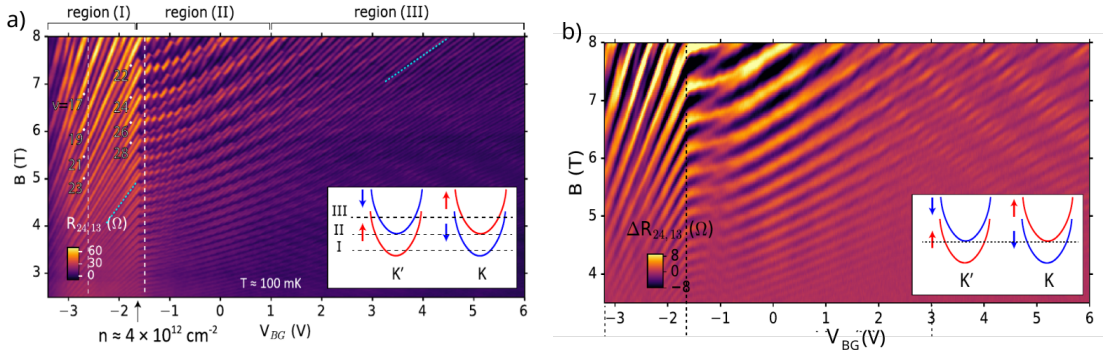 a)
region (I) region (II) region (III)
8
7
6
5
4
3
B (T)
22
24
26
28
ν=17
19
21
23
R24,13 (Ω)
60
30
0
T ≈ 100 mK
III
II
I
K′ K
−3 −2 −1 0 1 2 3 4 5 6
n ≈ 4 × 10¹² cm⁻²
VBG (V)
b)
8
7
6
5
4
B (T)
ΔR24,13 (Ω)
8
0
−8
K′ K
−3 −2 −1 0 1 2 3 4 5 6
VBG (V)